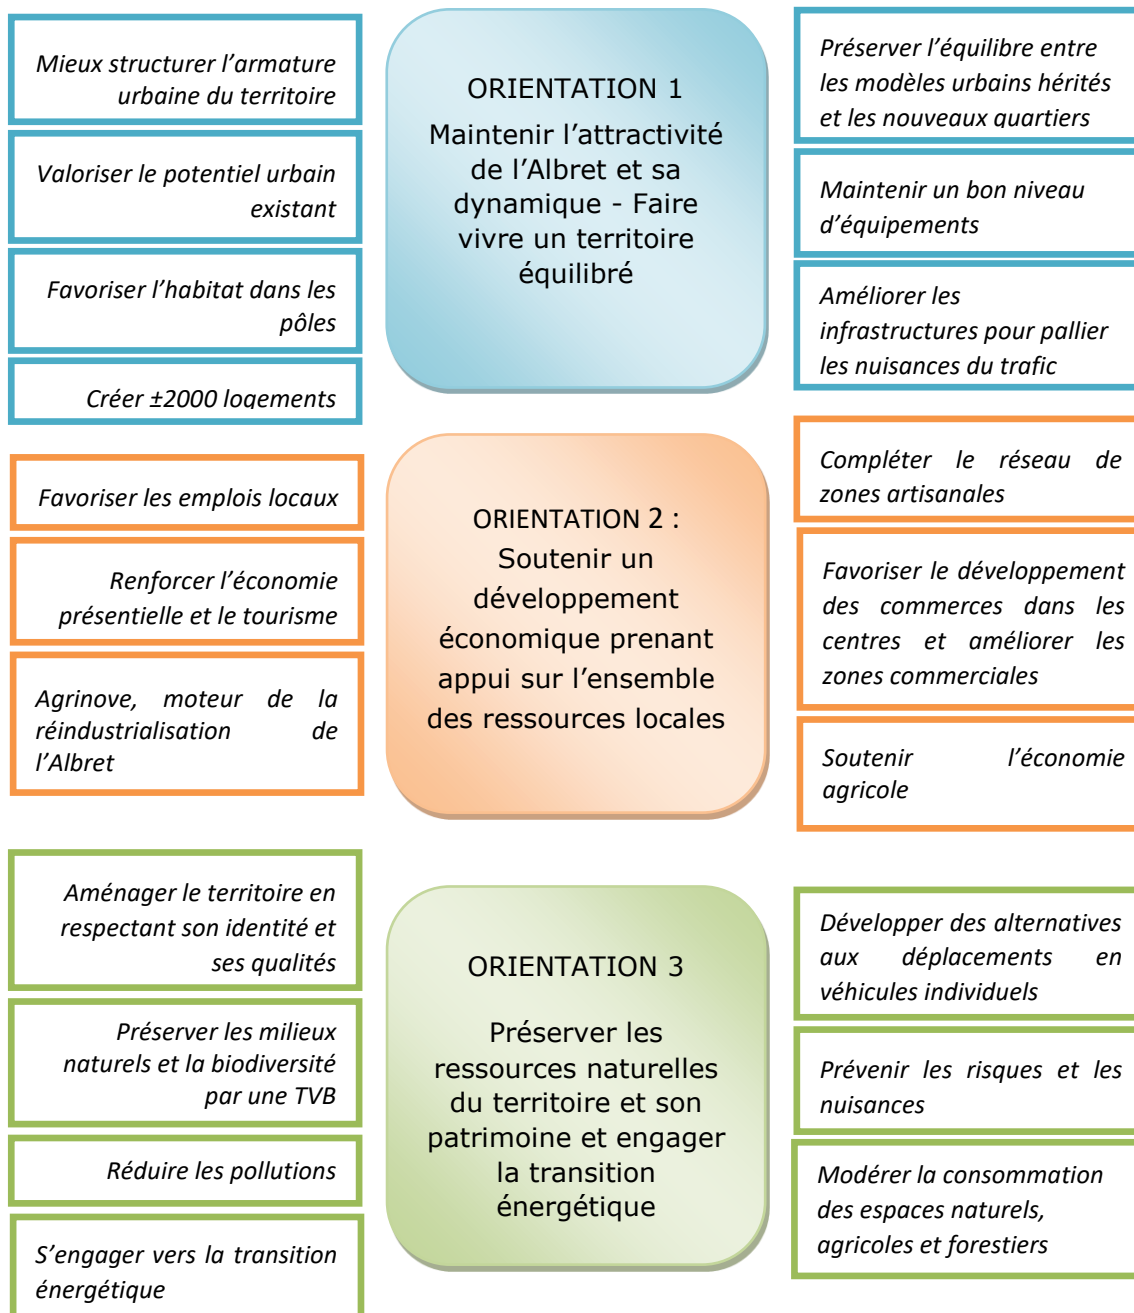 Mieux structurer l’armature
urbaine du territoire
Valoriser le potentiel urbain
existant
Favoriser l’habitat dans les
pôles
Créer ±2000 logements
ORIENTATION 1
Maintenir l’attractivité
de l’Albret et sa
dynamique - Faire
vivre un territoire
équilibré
Préserver l’équilibre entre
les modèles urbains hérités
et les nouveaux quartiers
Maintenir un bon niveau
d’équipements
Améliorer les
infrastructures pour pallier
les nuisances du trafic
Favoriser les emplois locaux
Renforcer l’économie
présentielle et le tourisme
Agrinove, moteur de la
réindustrialisation de
l’Albret
ORIENTATION 2 :
Soutenir un
développement
économique prenant
appui sur l’ensemble
des ressources locales
Compléter le réseau de
zones artisanales
Favoriser le développement
des commerces dans les
centres et améliorer les
zones commerciales
Soutenir l’économie
agricole
Aménager le territoire en
respectant son identité et
ses qualités
Préserver les milieux
naturels et la biodiversité
par une TVB
Réduire les pollutions
S’engager vers la transition
énergétique
ORIENTATION 3
Préserver les
ressources naturelles
du territoire et son
patrimoine et engager
la transition
énergétique
Développer des alternatives
aux déplacements en
véhicules individuels
Prévenir les risques et les
nuisances
Modérer la consommation
des espaces naturels,
agricoles et forestiers